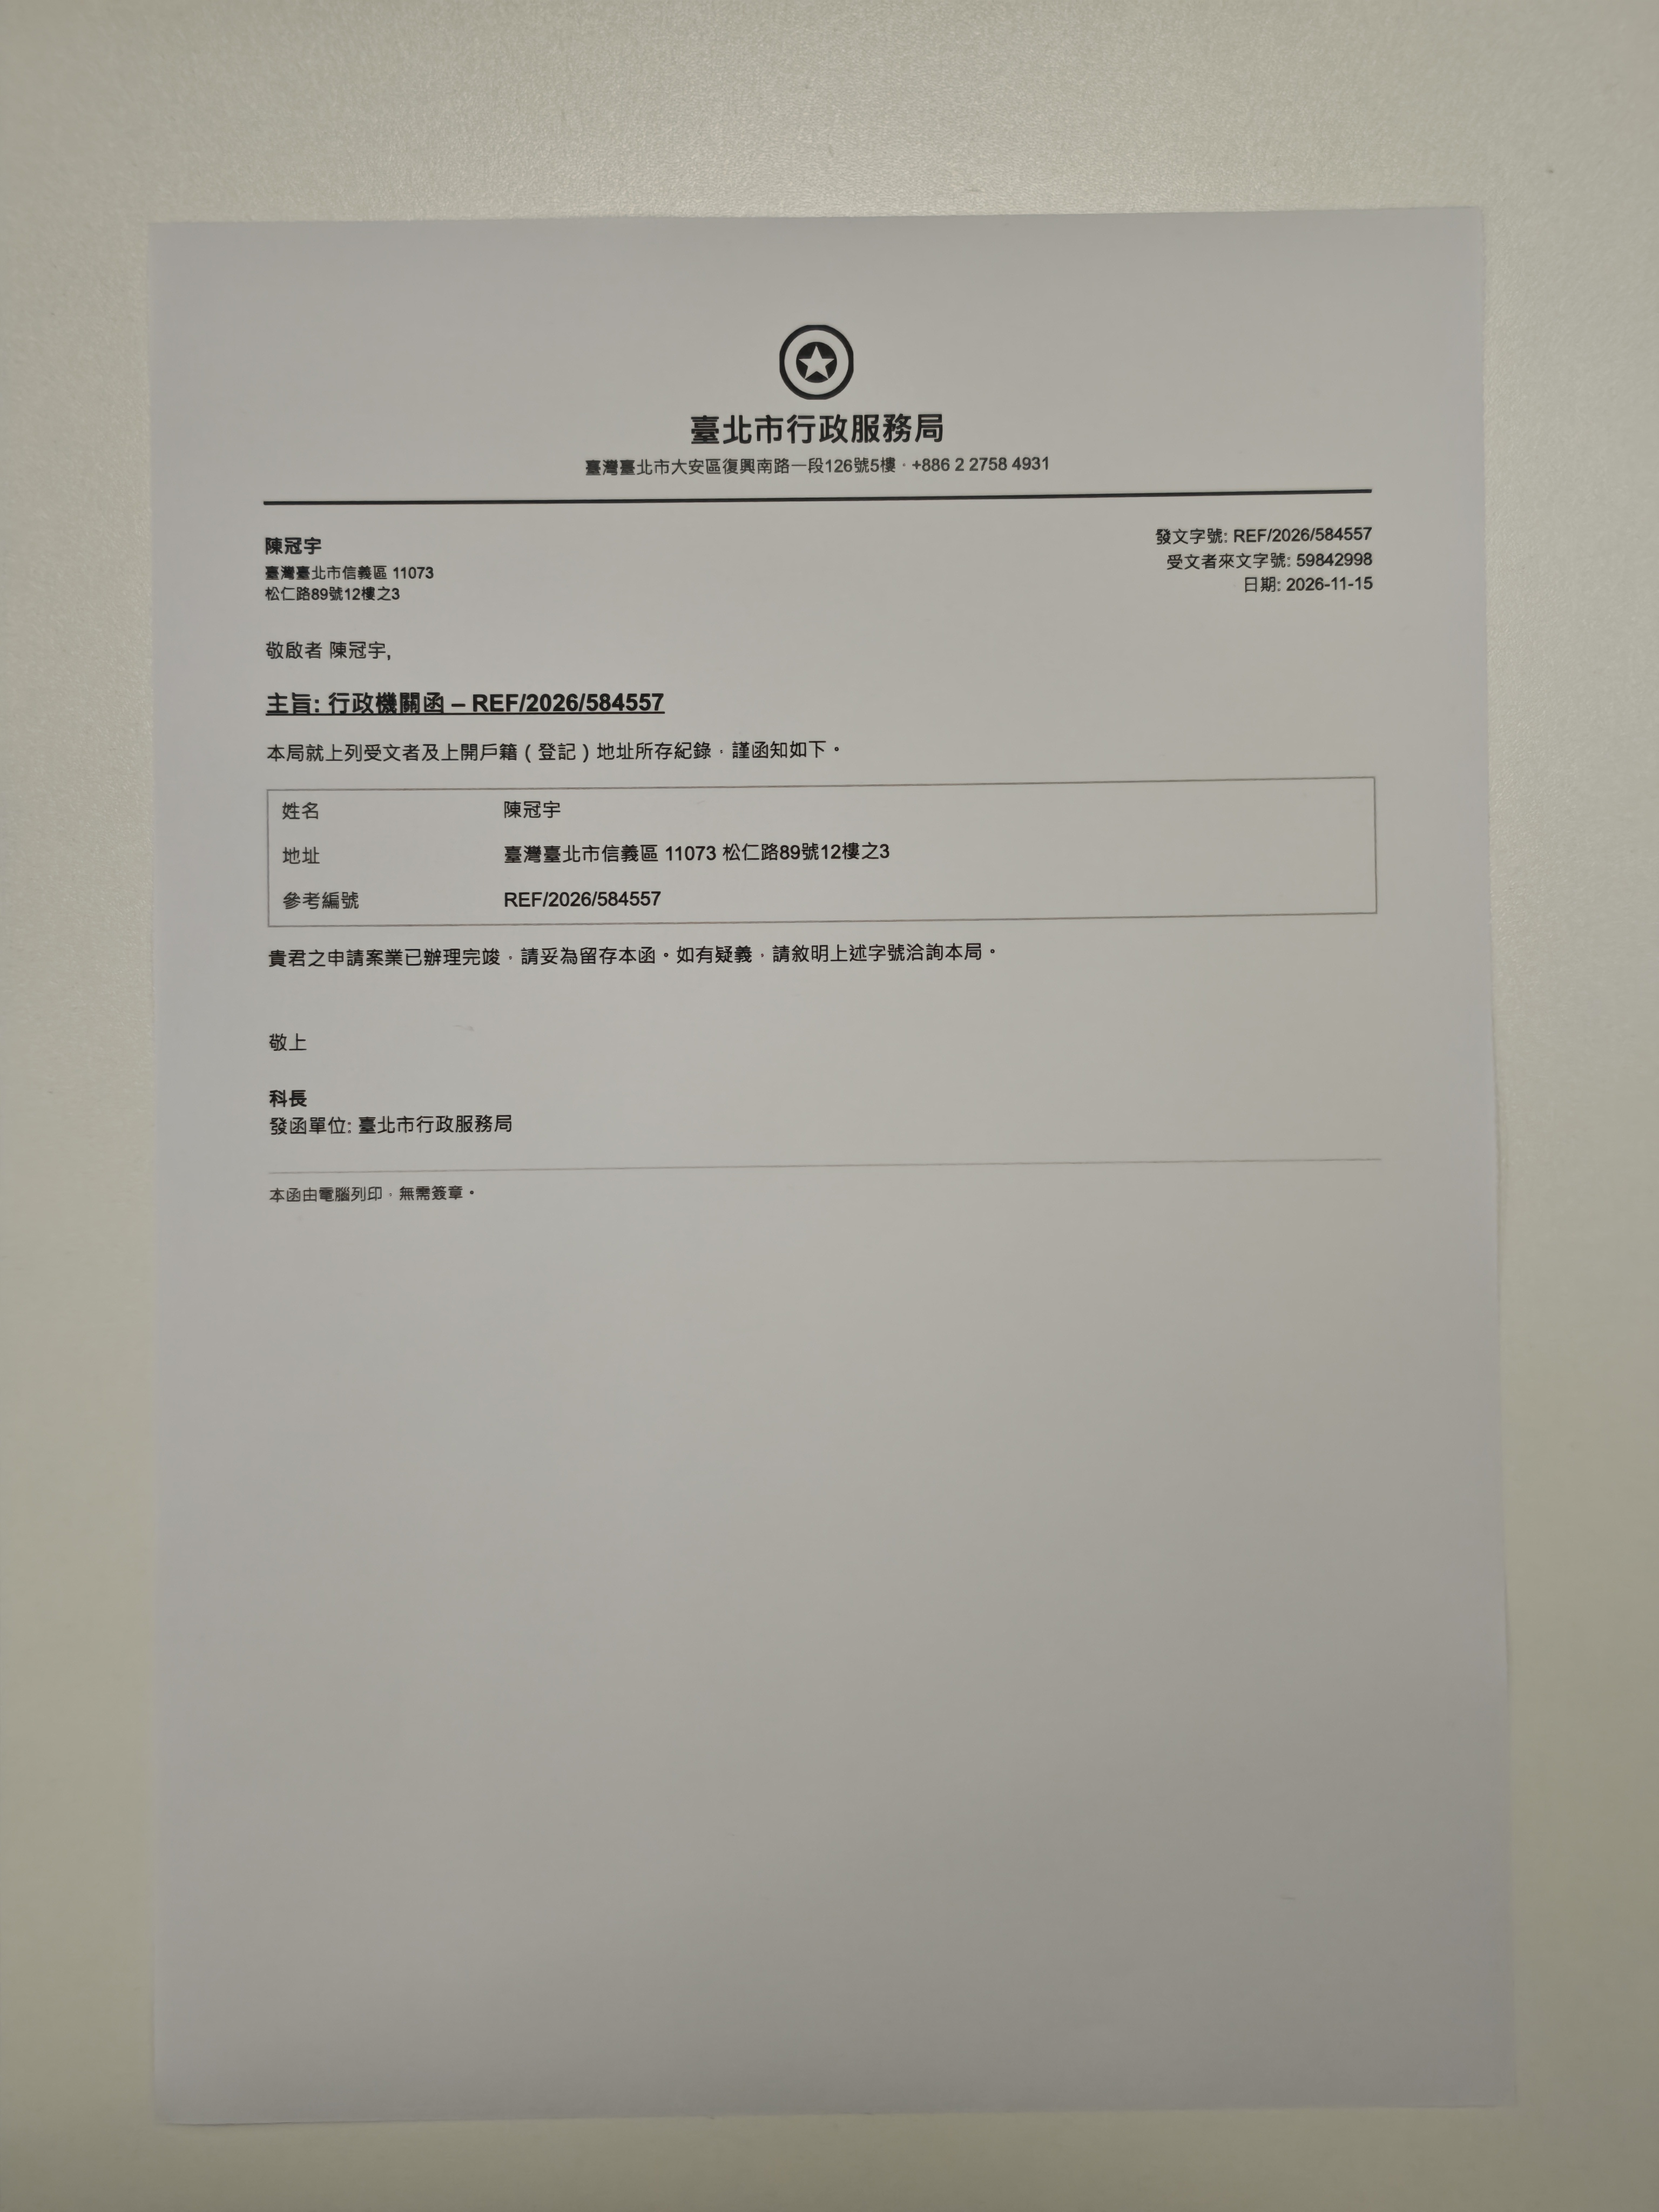 臺北市行政服務局
臺灣臺北市大安區復興南路一段126號5樓 · +886 2 2758 4931
陳冠宇
臺灣臺北市信義區 11073
松仁路89號12樓之3
發文字號: REF/2026/584557
受文者來文字號: 59842998
日期: 2026-11-15
敬啟者 陳冠宇,
主旨: 行政機關函 – REF/2026/584557
本局就上列受文者及上開戶籍（登記）地址所存紀錄，謹函知如下。
姓名 陳冠宇
地址 臺灣臺北市信義區 11073 松仁路89號12樓之3
參考編號 REF/2026/584557
貴君之申請案業已辦理完竣，請妥為留存本函。如有疑義，請敘明上述字號洽詢本局。
敬上
科長
發函單位: 臺北市行政服務局
本函由電腦列印，無需簽章。